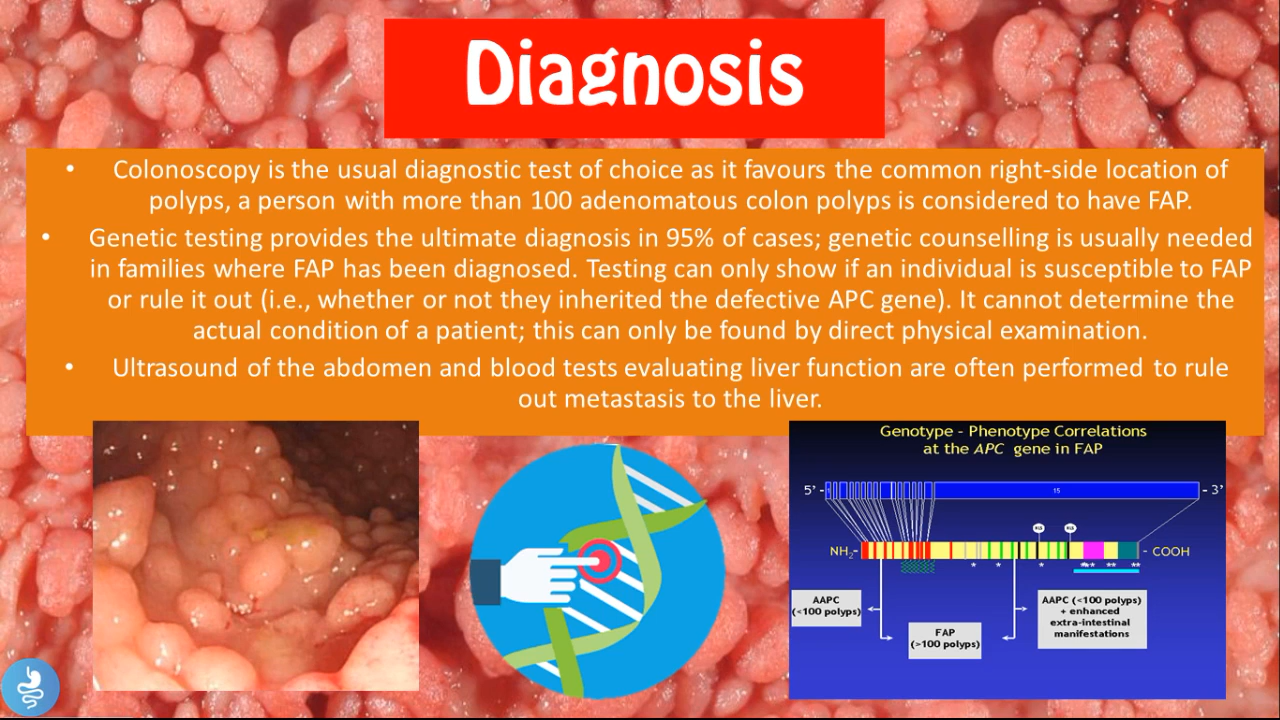 Diagnosis
• Colonoscopy is the usual diagnostic test of choice as it favours the common right-side location of
polyps, a person with more than 100 adenomatous colon polyps is considered to have FAP.
• Genetic testing provides the ultimate diagnosis in 95% of cases; genetic counselling is usually needed
in families where FAP has been diagnosed. Testing can only show if an individual is susceptible to FAP
or rule it out (i.e., whether or not they inherited the defective APC gene). It cannot determine the
actual condition of a patient; this can only be found by direct physical examination.
• Ultrasound of the abdomen and blood tests evaluating liver function are often performed to rule
out metastasis to the liver.
Genotype - Phenotype Correlations
at the APC gene in FAP
5' - 15 - 3'
NH2- - COOH
* * * *** ** **
AAPC
(<100 polyps)
FAP
(>100 polyps)
AAPC (<100 polyps)
+ enhanced
extra-intestinal
manifestations